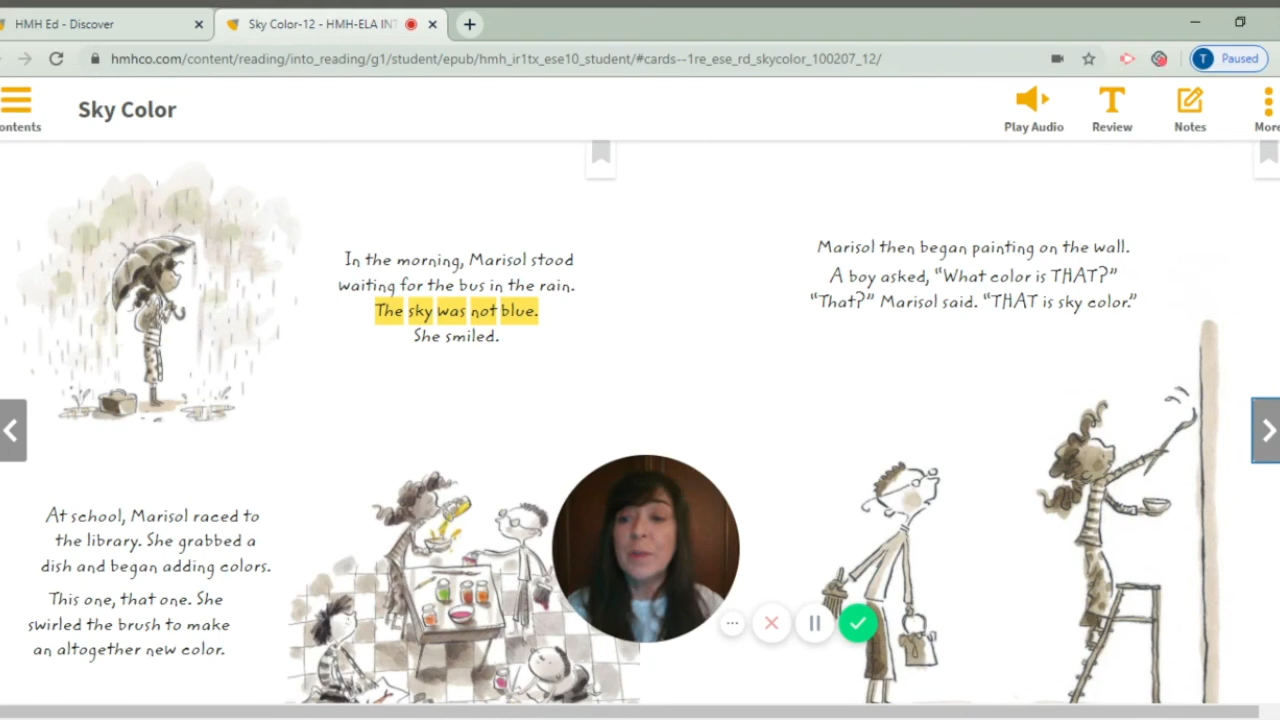 HMH Ed - Discover
Sky Color-12 - HMH-ELA INT
hmhco.com/content/reading/into_reading/g1/student/epub/hmh_ir1tx_ese10_student/#cards--1re_ese_rd_skycolor_100207_12/
T Paused
ontents
Sky Color
Play Audio
T
Review
Notes
More
In the morning, Marisol stood
waiting for the bus in the rain.
The sky was not blue.
She smiled.
At school, Marisol raced to
the library. She grabbed a
dish and began adding colors.
This one, that one. She
swirled the brush to make
an altogether new color.
Marisol then began painting on the wall.
A boy asked, “What color is THAT?”
“That?” Marisol said. “THAT is sky color.”